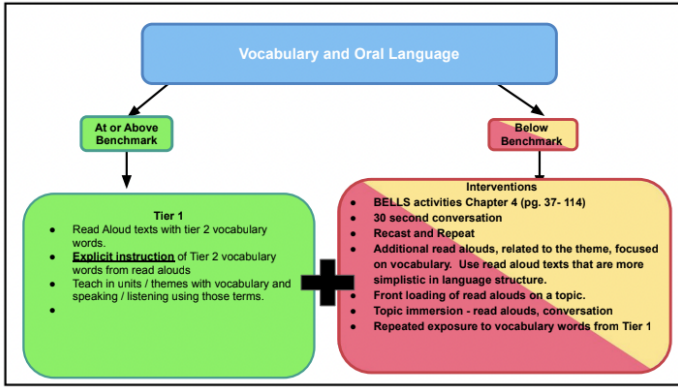 Vocabulary and Oral Language
At or Above
Benchmark
Below
Benchmark
Tier 1
● Read Aloud texts with tier 2 vocabulary
words.
● Explicit instruction of Tier 2 vocabulary
words from read alouds
● Teach in units / themes with vocabulary and
speaking / listening using those terms.
●
Interventions
● BELLS activities Chapter 4 (pg. 37- 114)
● 30 second conversation
● Recast and Repeat
● Additional read alouds, related to the theme, focused
on vocabulary. Use read aloud texts that are more
simplistic in language structure.
● Front loading of read alouds on a topic.
● Topic immersion - read alouds, conversation
● Repeated exposure to vocabulary words from Tier 1